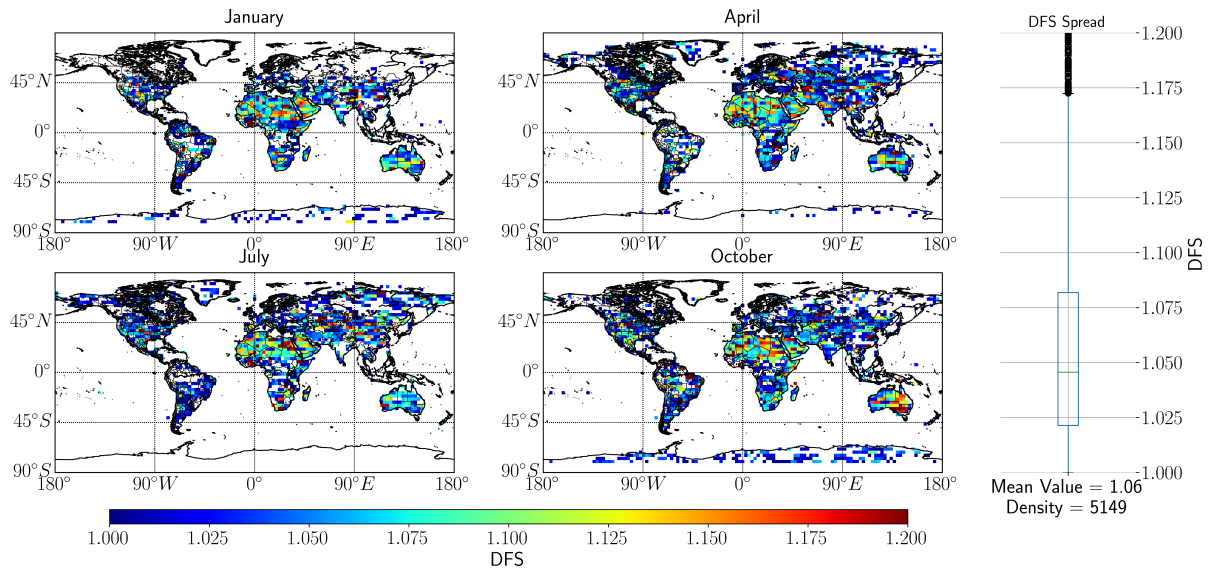 January
45°N
0°
45°S
90°S
180° 90°W 0° 90°E 180°
April
45°N
0°
45°S
90°S
180° 90°W 0° 90°E 180°
July
45°N
0°
45°S
90°S
180° 90°W 0° 90°E 180°
October
45°N
0°
45°S
90°S
180° 90°W 0° 90°E 180°
1.000 1.025 1.050 1.075 1.100 1.125 1.150 1.175 1.200
DFS
DFS Spread
1.200
1.175
1.150
1.125
1.100
1.075
1.050
1.025
1.000
DFS
Mean Value = 1.06
Density = 5149